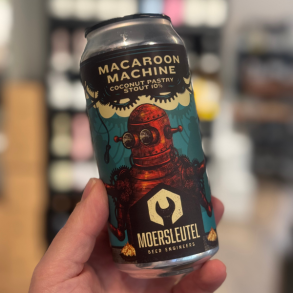 MACAROON
MACHINE
COCONUT PASTRY
STOUT 10%
MOERSLEUTEL
BEER ENGINEERS